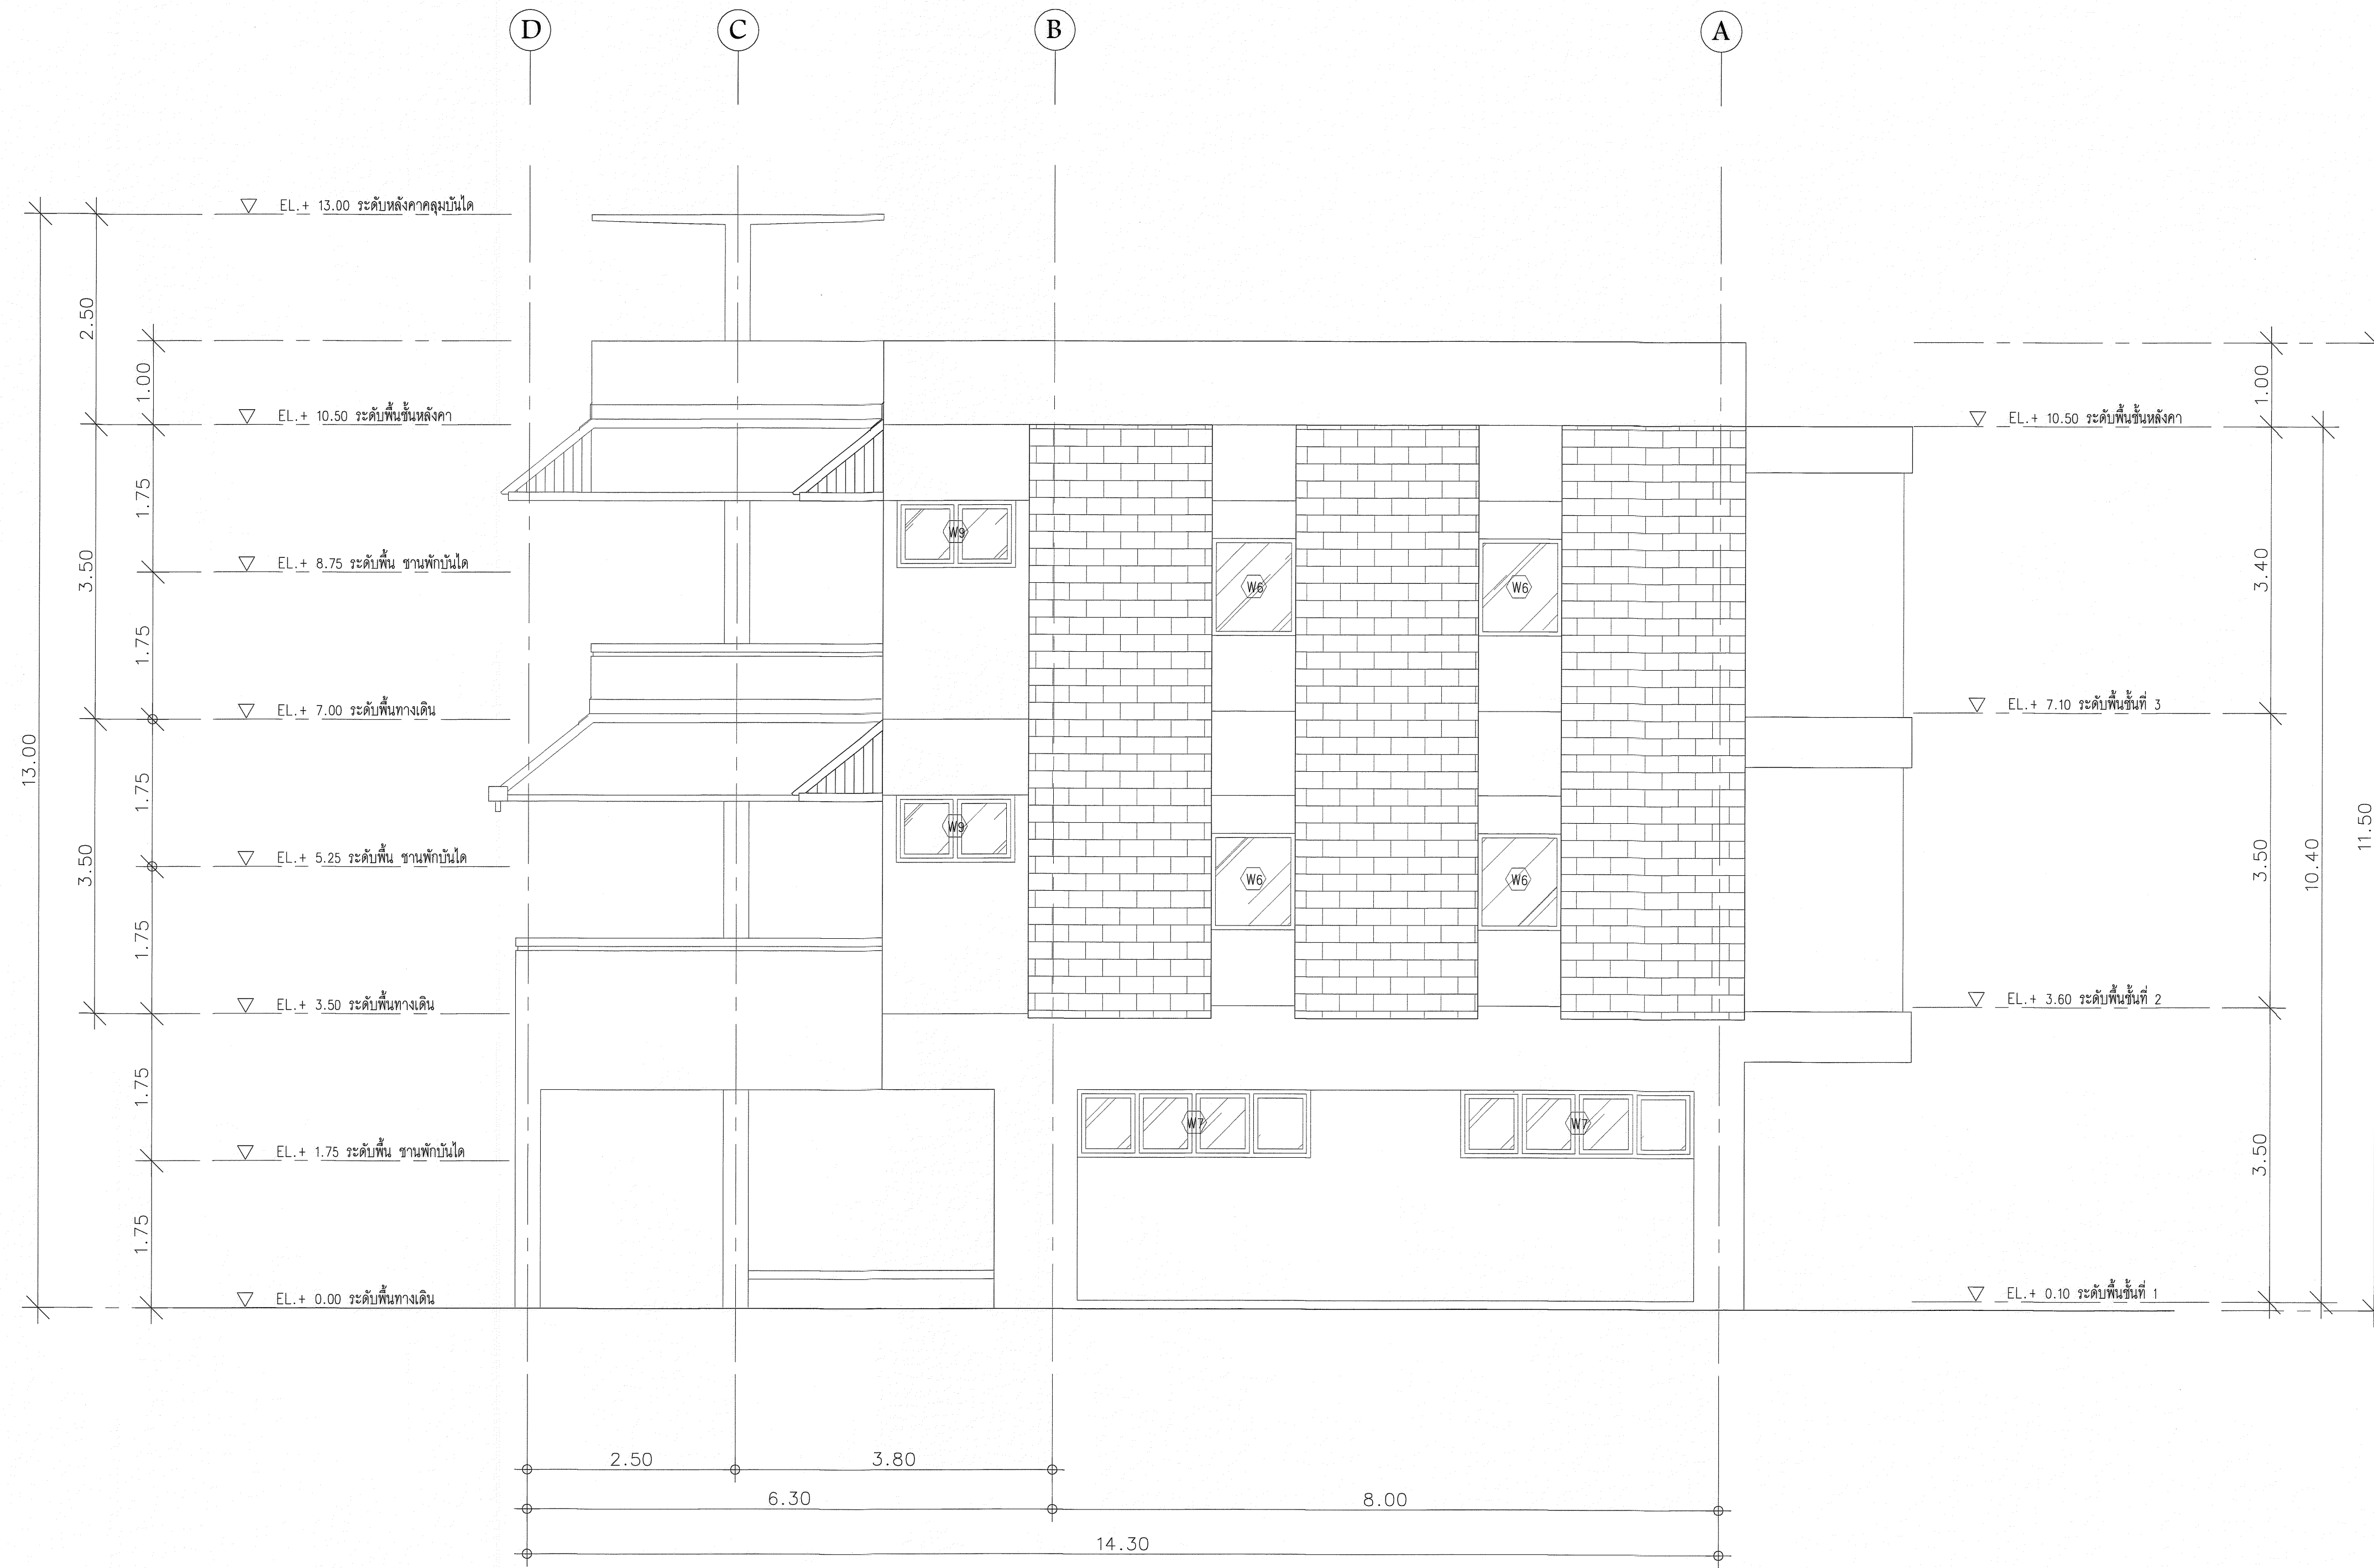 D
C
B
A
EL.+ 13.00 ระดับหลังคาคลุมบันได
2.50
1.00
1.00
EL.+ 10.50 ระดับพื้นชั้นหลังคา
EL.+ 10.50 ระดับพื้นชั้นหลังคา
1.75
W9
3.50
EL.+ 8.75 ระดับพื้น ชานพักบันได
W6
W6
3.40
1.75
EL.+ 7.00 ระดับพื้นทางเดิน
EL.+ 7.10 ระดับพื้นชั้นที่ 3
13.00
1.75
W9
11.50
3.50
EL.+ 5.25 ระดับพื้น ชานพักบันได
W6
W6
3.50
10.40
1.75
EL.+ 3.50 ระดับพื้นทางเดิน
EL.+ 3.60 ระดับพื้นชั้นที่ 2
1.75
W7
W7
EL.+ 1.75 ระดับพื้น ชานพักบันได
3.50
1.75
EL.+ 0.00 ระดับพื้นทางเดิน
EL.+ 0.10 ระดับพื้นชั้นที่ 1
2.50
3.80
6.30
8.00
14.30